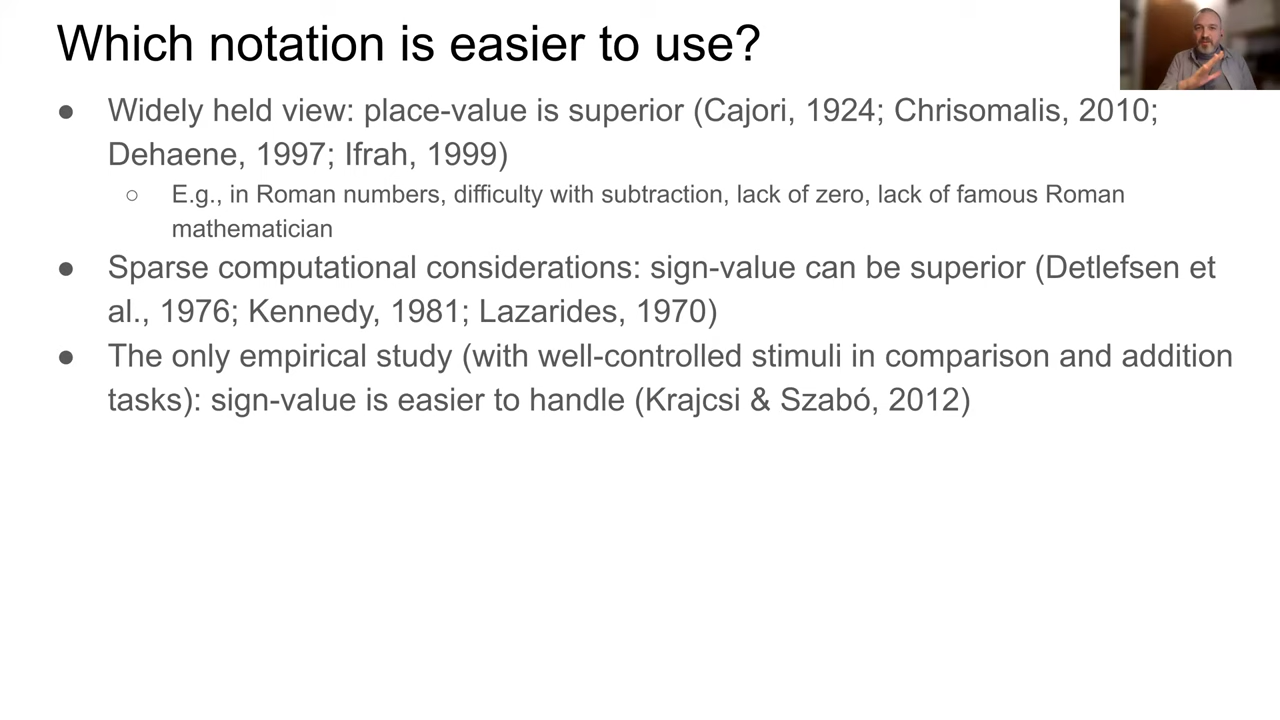 Which notation is easier to use?
● Widely held view: place-value is superior (Cajori, 1924; Chrisomalis, 2010;
Dehaene, 1997; Ifrah, 1999)
○ E.g., in Roman numbers, difficulty with subtraction, lack of zero, lack of famous Roman
mathematician
● Sparse computational considerations: sign-value can be superior (Detlefsen et
al., 1976; Kennedy, 1981; Lazarides, 1970)
● The only empirical study (with well-controlled stimuli in comparison and addition
tasks): sign-value is easier to handle (Krajcsi & Szabó, 2012)